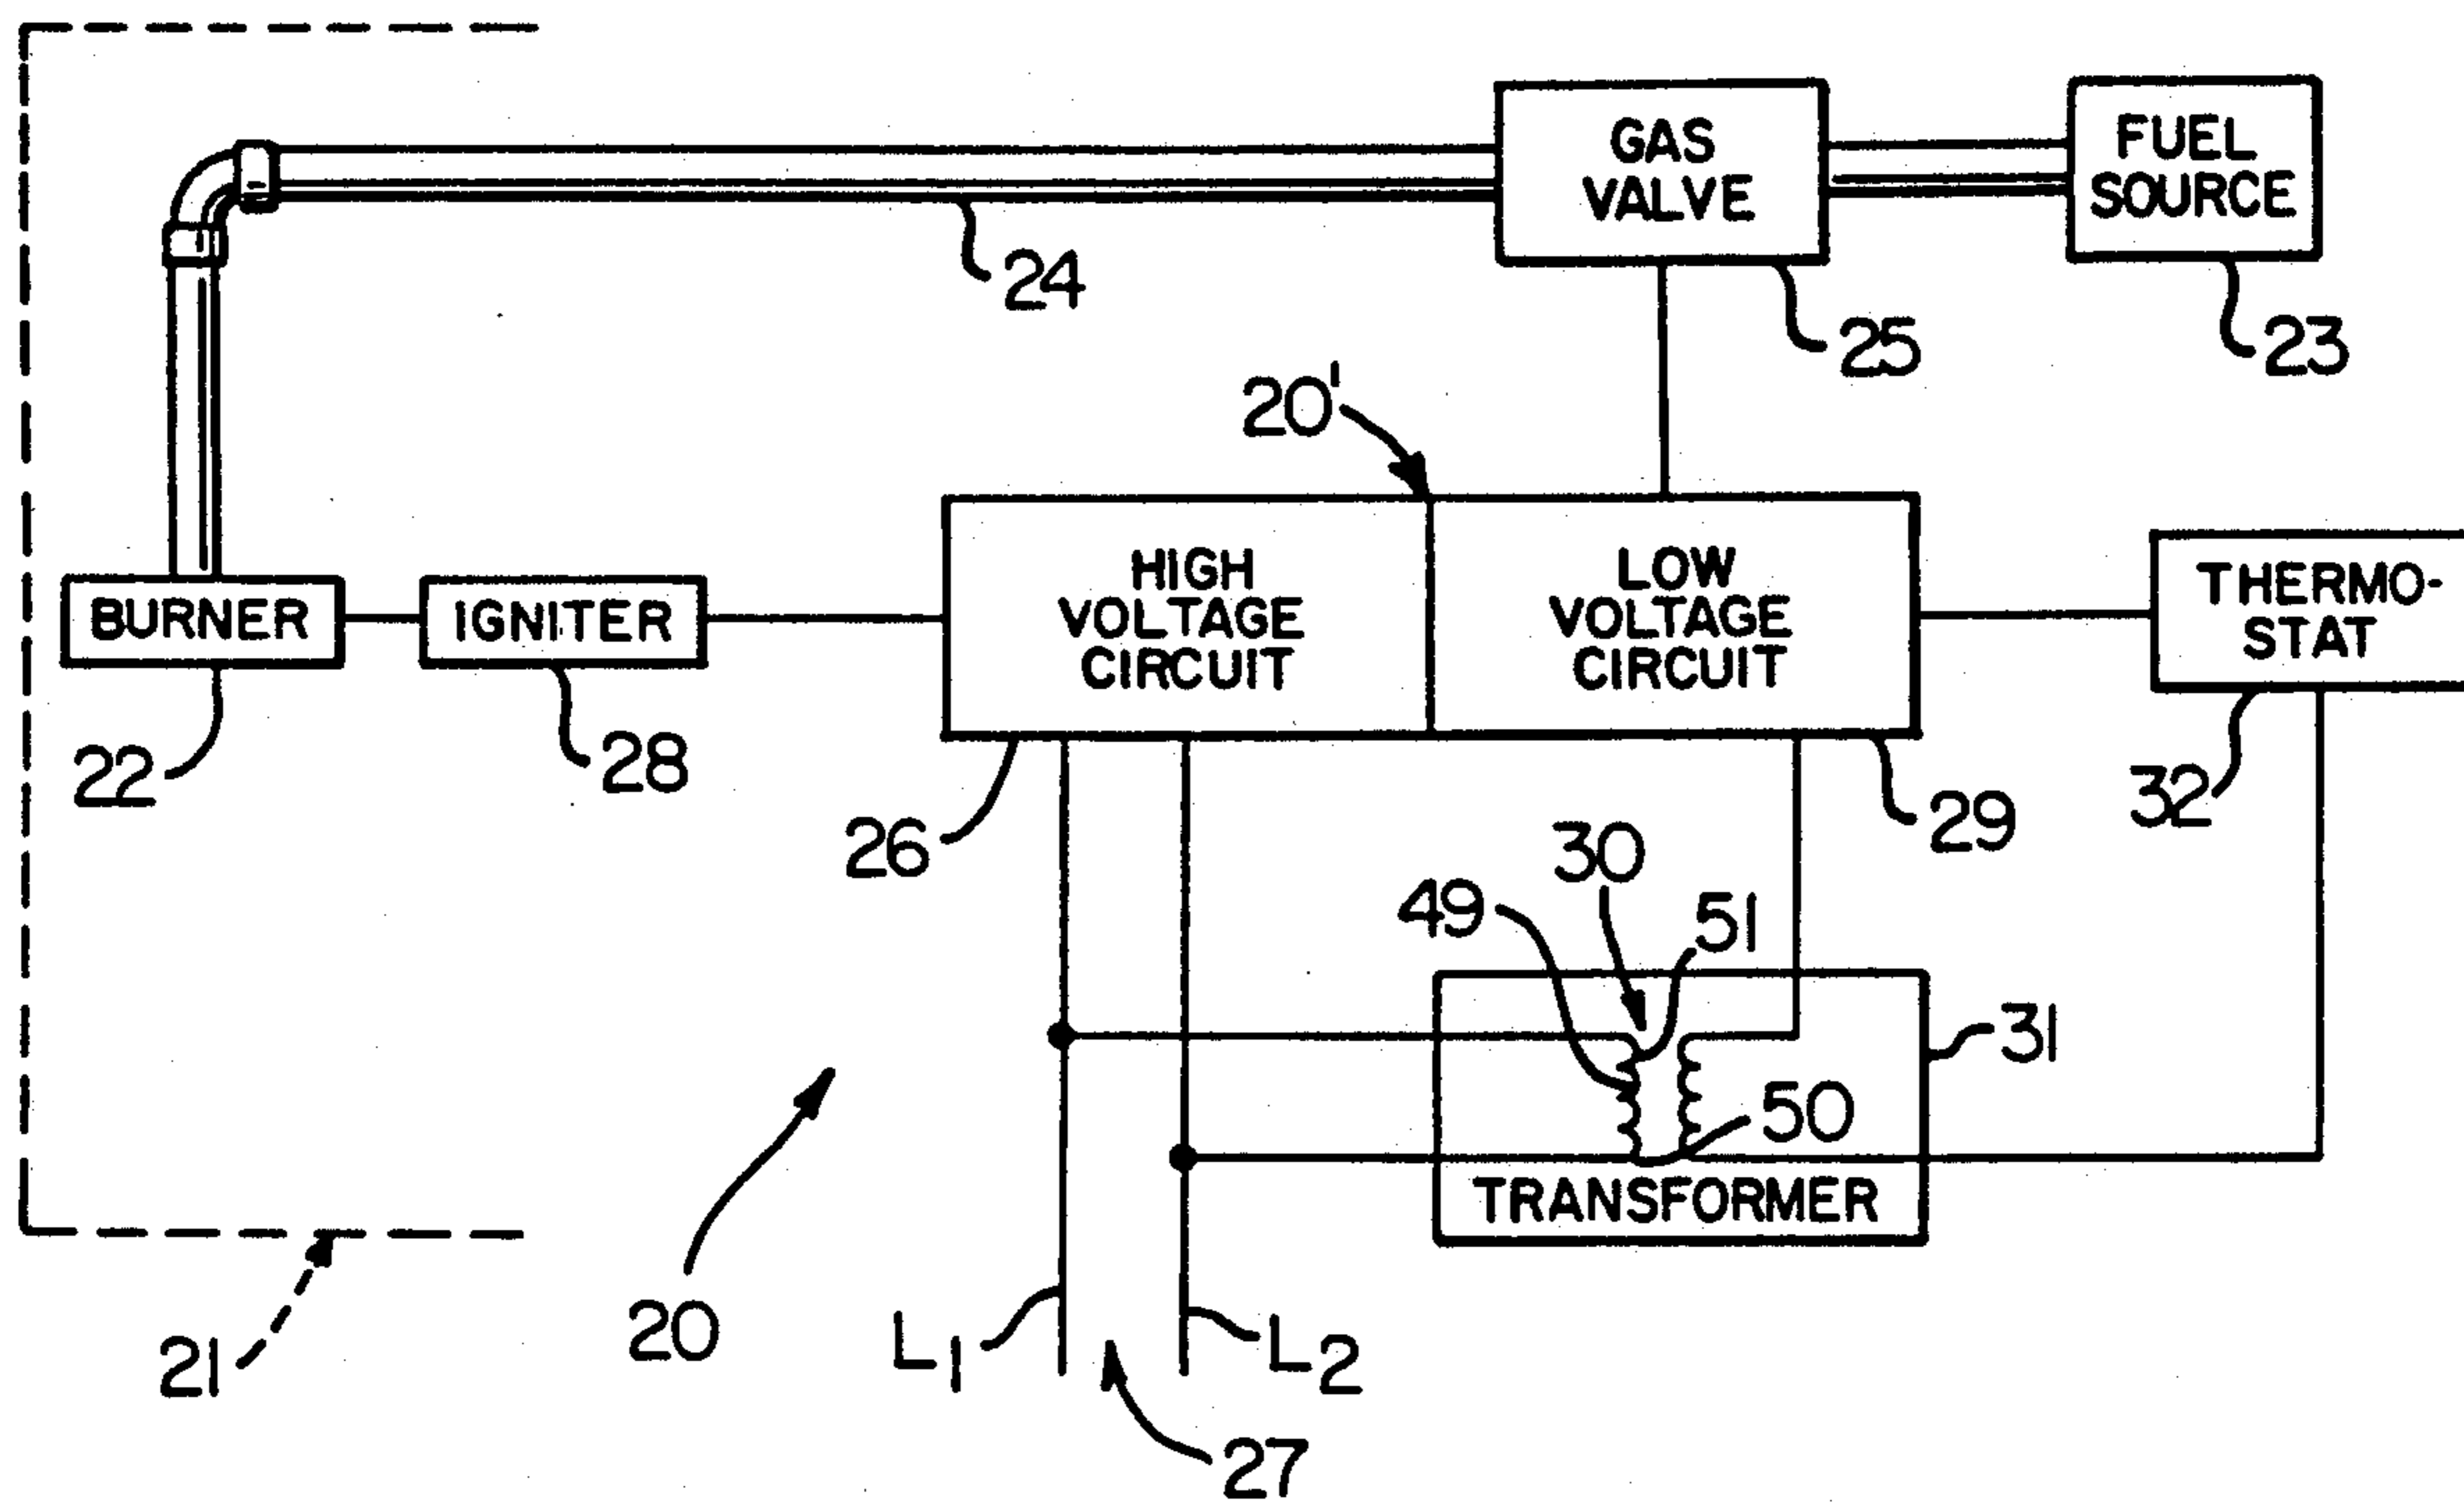 GAS
VALVE
FUEL
SOURCE
24
25
23
20'
BURNER
IGNITER
HIGH
VOLTAGE
CIRCUIT
LOW
VOLTAGE
CIRCUIT
THERMO-
STAT
22
28
26
29
32
30
49
51
31
50
TRANSFORMER
20
21
L1
L2
27